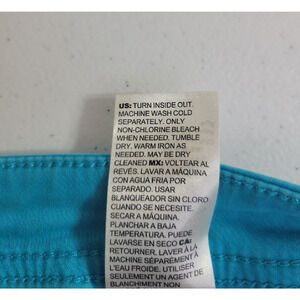 US: TURN INSIDE OUT.
MACHINE WASH COLD
SEPARATELY. ONLY
NON-CHLORINE BLEACH
WHEN NEEDED. TUMBLE
DRY. WARM IRON AS
NEEDED. MAY BE DRY
CLEANED MX: VOLTEAR AL
REVÉS. LAVAR A MÁQUINA
CON AGUA FRIA POR
SEPARADO. USAR
BLANQUEADOR SIN CLORO
CUANDO SE NECESITE.
SECAR A MÁQUINA.
PLANCHAR A BAJA
TEMPERATURA. PUEDE
LAVARSE EN SECO CA:
RETOURNER. LAVER À LA
MACHINE SÉPARÉMENT À
L'EAU FROIDE. UTILISER
SEULEMENT UN AGENT DE
BLANCHIMENT SANS